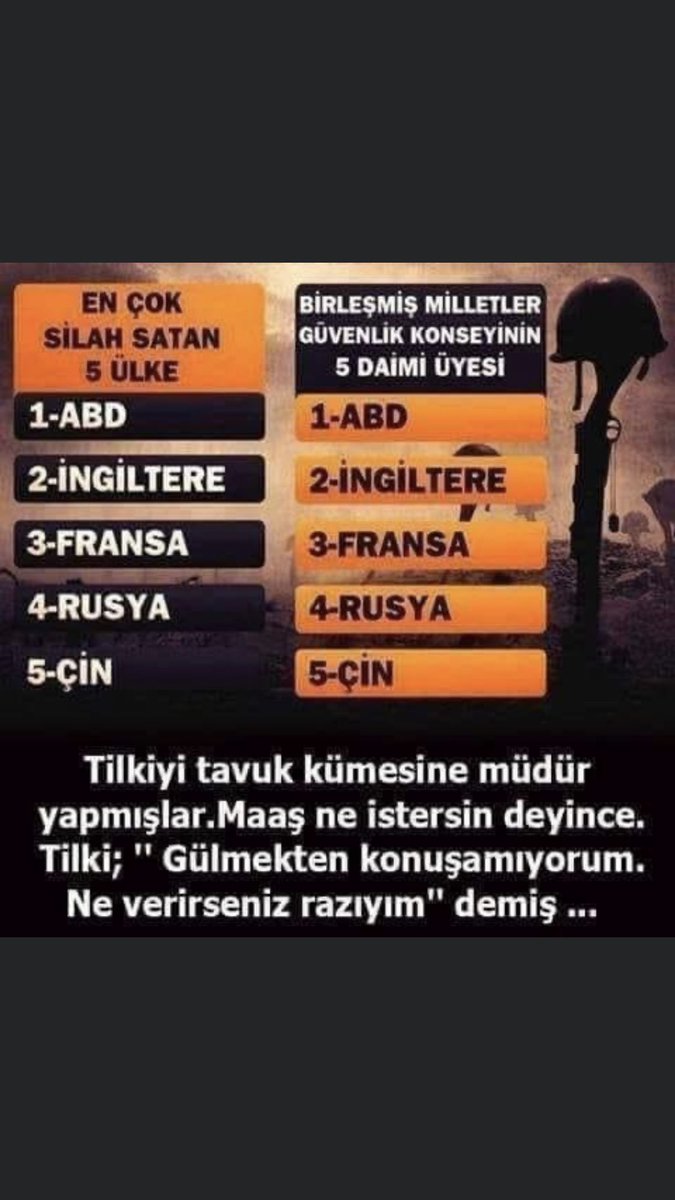 EN ÇOK
SİLAH SATAN
5 ÜLKE
1-ABD
2-İNGİLTERE
3-FRANSA
4-RUSYA
5-ÇİN
BİRLEŞMİŞ MİLLETLER
GÜVENLİK KONSEYİNİN
5 DAİMİ ÜYESİ
1-ABD
2-İNGİLTERE
3-FRANSA
4-RUSYA
5-ÇİN
Tilkiyi tavuk kümesine müdür
yapmışlar.Maaş ne istersin deyince.
Tilki; " Gülmekten konuşamıyorum.
Ne verirseniz razıyım" demiş ...